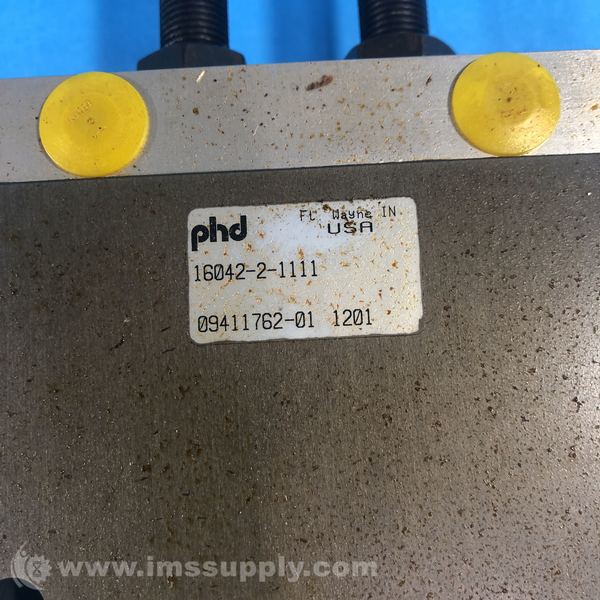 phd Ft. Wayne IN
USA
16042-2-1111
09411762-01 1201
www.imssupply.com